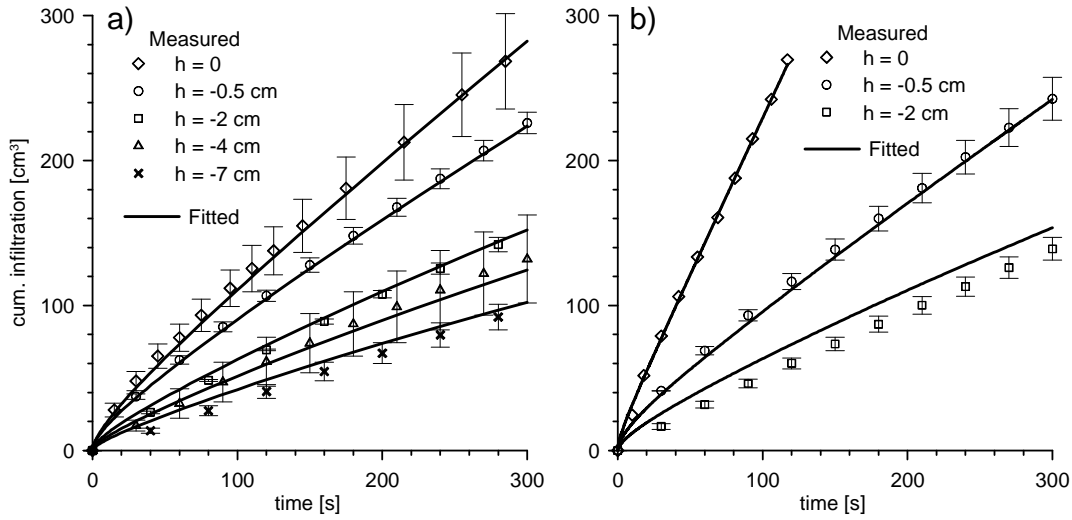 a)
Measured
h = 0
h = -0.5 cm
h = -2 cm
h = -4 cm
h = -7 cm
Fitted
300
200
100
0
cum. infiltration [cm³]
0 100 200 300
time [s]
b)
Measured
h = 0
h = -0.5 cm
h = -2 cm
Fitted
300
200
100
0
0 100 200 300
time [s]